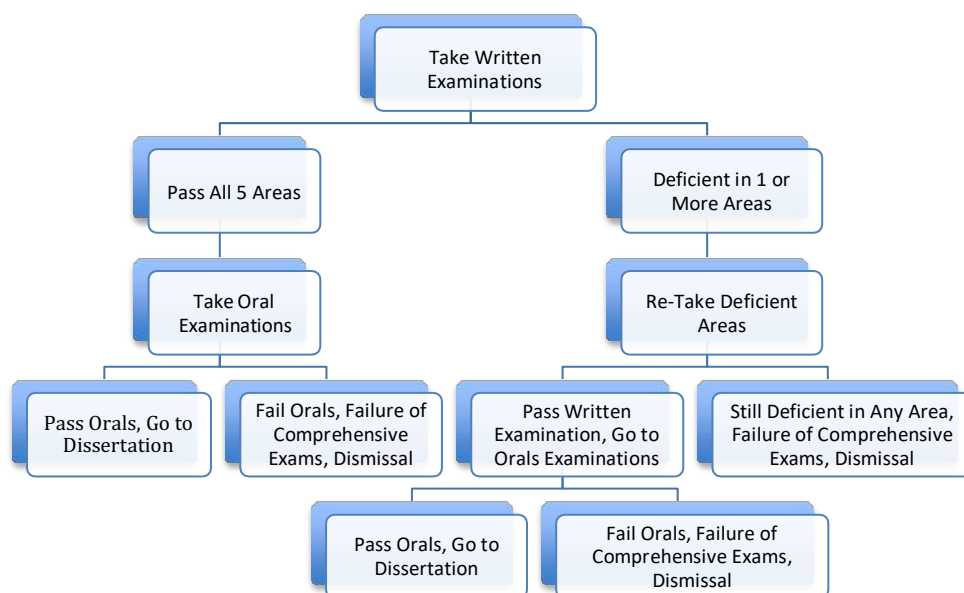 Take Written
Examinations
Pass All 5 Areas
Deficient in 1 or
More Areas
Take Oral
Examinations
Re-Take Deficient
Areas
Pass Orals, Go to
Dissertation
Fail Orals, Failure of
Comprehensive
Exams, Dismissal
Pass Written
Examination, Go to
Orals Examinations
Still Deficient in Any Area,
Failure of Comprehensive
Exams, Dismissal
Pass Orals, Go to
Dissertation
Fail Orals, Failure of
Comprehensive Exams,
Dismissal